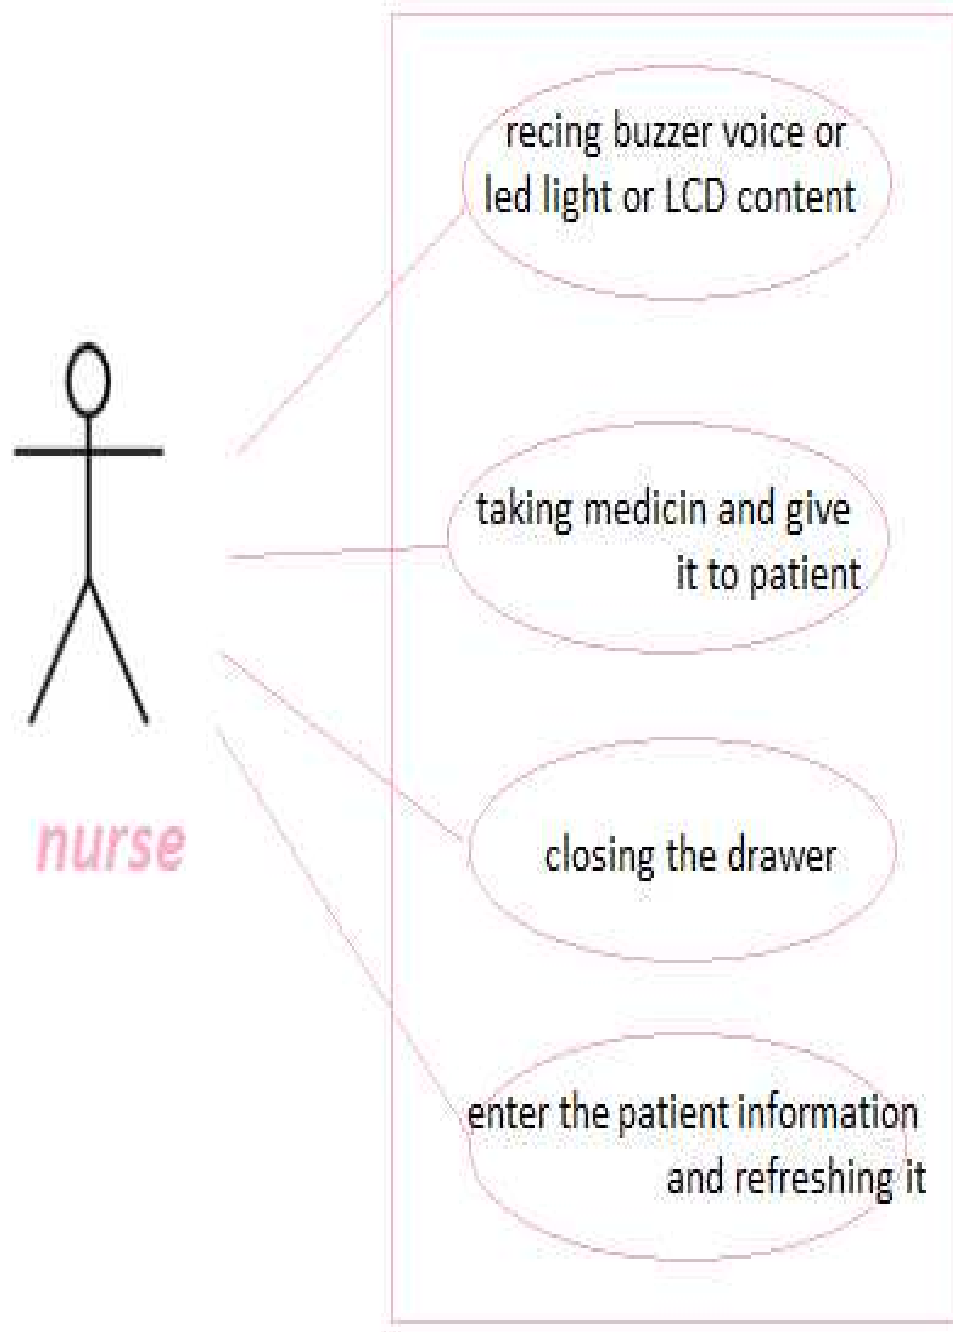 recing buzzer voice or
led light or LCD content
taking medicin and give
it to patient
nurse
closing the drawer
enter the patient information
and refreshing it